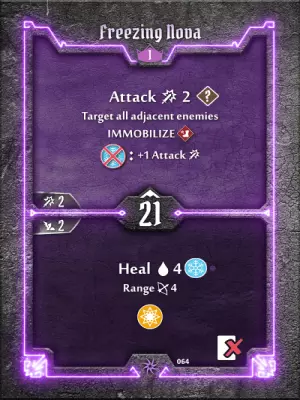 Freezing Nova
1
Attack 2 ?
Target all adjacent enemies
IMMOBILIZE
: +1 Attack
2
21
2
Heal 4
Range 4
064